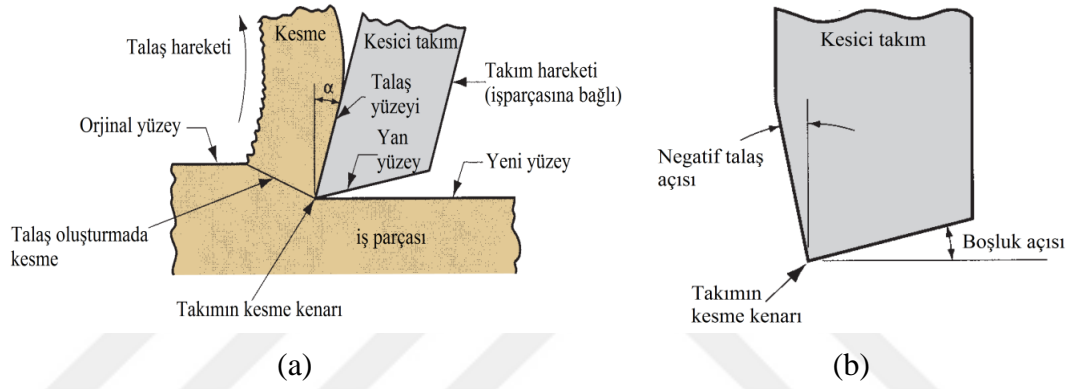 Kesme
Kesici takım
Talaş hareketi
α
Talaş
yüzeyi
Takım hareketi
(işparçasına bağlı)
Orjinal yüzey
Yan
yüzey
Yeni yüzey
Talaş oluşturmada
kesme
iş parçası
Takımın kesme kenarı
(a)
Kesici takım
Negatif talaş
açısı
Boşluk açısı
Takımın
kesme kenarı
(b)